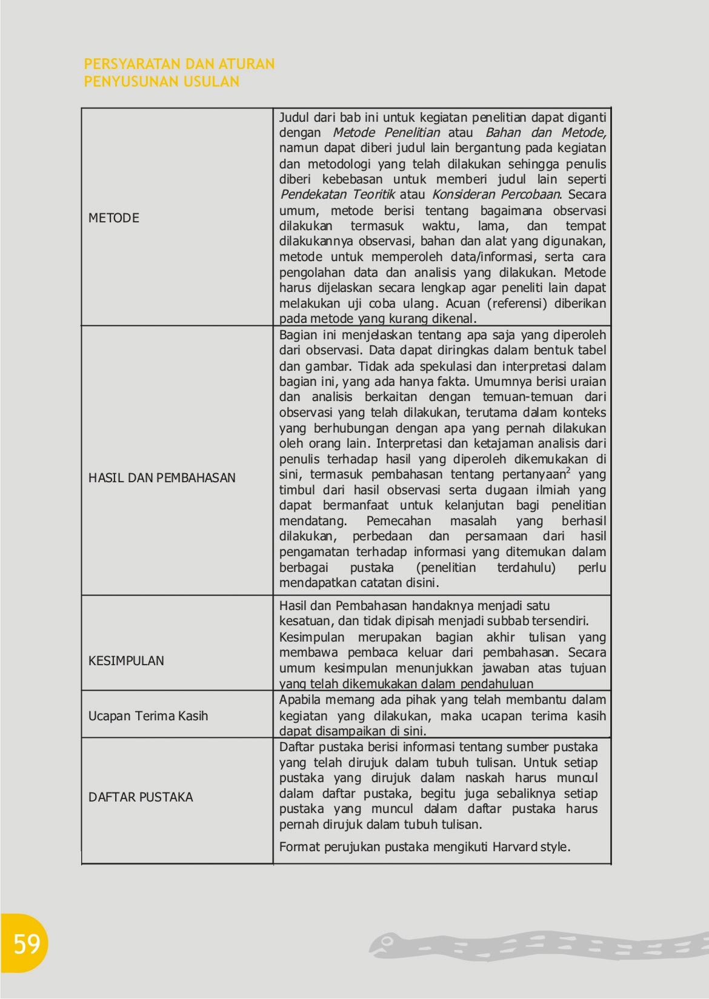 PERSYARATAN DAN ATURAN
PENYUSUNAN USULAN
METODE
Judul dari bab ini untuk kegiatan penelitian dapat diganti
dengan Metode Penelitian atau Bahan dan Metode,
namun dapat diberi judul lain bergantung pada kegiatan
dan metodologi yang telah dilakukan sehingga penulis
diberi kebebasan untuk memberi judul lain seperti
Pendekatan Teoritik atau Konsideran Percobaan. Secara
umum, metode berisi tentang bagaimana observasi
dilakukan termasuk waktu, lama, dan tempat
dilakukannya observasi, bahan dan alat yang digunakan,
metode untuk memperoleh data/informasi, serta cara
pengolahan data dan analisis yang dilakukan. Metode
harus dijelaskan secara lengkap agar peneliti lain dapat
melakukan uji coba ulang. Acuan (referensi) diberikan
pada metode yang kurang dikenal.
HASIL DAN PEMBAHASAN
Bagian ini menjelaskan tentang apa saja yang diperoleh
dari observasi. Data dapat diringkas dalam bentuk tabel
dan gambar. Tidak ada spekulasi dan interpretasi dalam
bagian ini, yang ada hanya fakta. Umumnya berisi uraian
dan analisis berkaitan dengan temuan-temuan dari
observasi yang telah dilakukan, terutama dalam konteks
yang berhubungan dengan apa yang pernah dilakukan
oleh orang lain. Interpretasi dan ketajaman analisis dari
penulis terhadap hasil yang diperoleh dikemukakan di
sini, termasuk pembahasan tentang pertanyaan² yang
timbul dari hasil observasi serta dugaan ilmiah yang
dapat bermanfaat untuk kelanjutan bagi penelitian
mendatang. Pemecahan masalah yang berhasil
dilakukan, perbedaan dan persamaan dari hasil
pengamatan terhadap informasi yang ditemukan dalam
berbagai pustaka (penelitian terdahulu) perlu
mendapatkan catatan disini.
KESIMPULAN
Hasil dan Pembahasan handaknya menjadi satu
kesatuan, dan tidak dipisah menjadi subbab tersendiri.
Kesimpulan merupakan bagian akhir tulisan yang
membawa pembaca keluar dari pembahasan. Secara
umum kesimpulan menunjukkan jawaban atas tujuan
yang telah dikemukakan dalam pendahuluan
Ucapan Terima Kasih
Apabila memang ada pihak yang telah membantu dalam
kegiatan yang dilakukan, maka ucapan terima kasih
dapat disampaikan di sini.
DAFTAR PUSTAKA
Daftar pustaka berisi informasi tentang sumber pustaka
yang telah dirujuk dalam tubuh tulisan. Untuk setiap
pustaka yang dirujuk dalam naskah harus muncul
dalam daftar pustaka, begitu juga sebaliknya setiap
pustaka yang muncul dalam daftar pustaka harus
pernah dirujuk dalam tubuh tulisan.
Format perujukan pustaka mengikuti Harvard style.
59